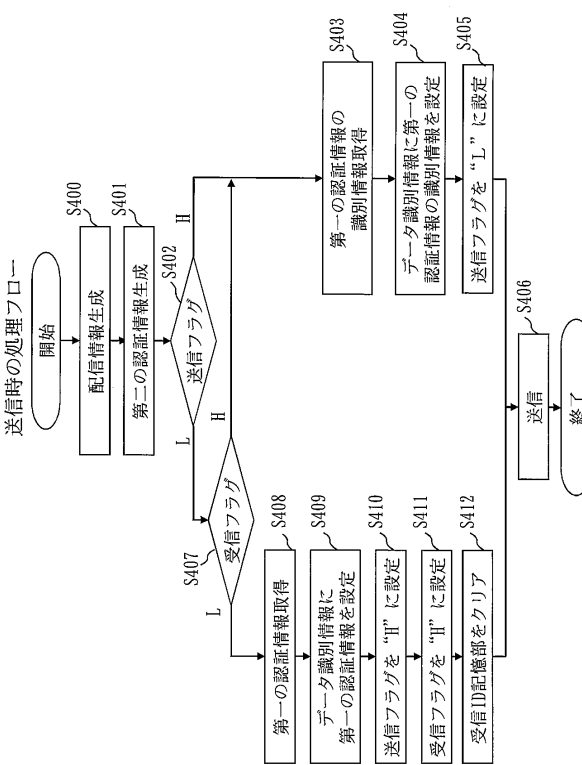 送信時の処理フロー
開始
S400
配信情報生成
S401
第二の認証情報生成
S402
送信フラグ
H
L
S403
第一の認証情報の
識別情報取得
S404
データ識別情報に第一の
認証情報の識別情報を設定
S405
送信フラグを“L”に設定
S407
受信フラグ
H
L
S408
第一の認証情報取得
S409
データ識別情報に
第一の認証情報を設定
S410
送信フラグを“H”に設定
S411
受信フラグを“H”に設定
S412
受信ID記憶部をクリア
S406
送信
終了